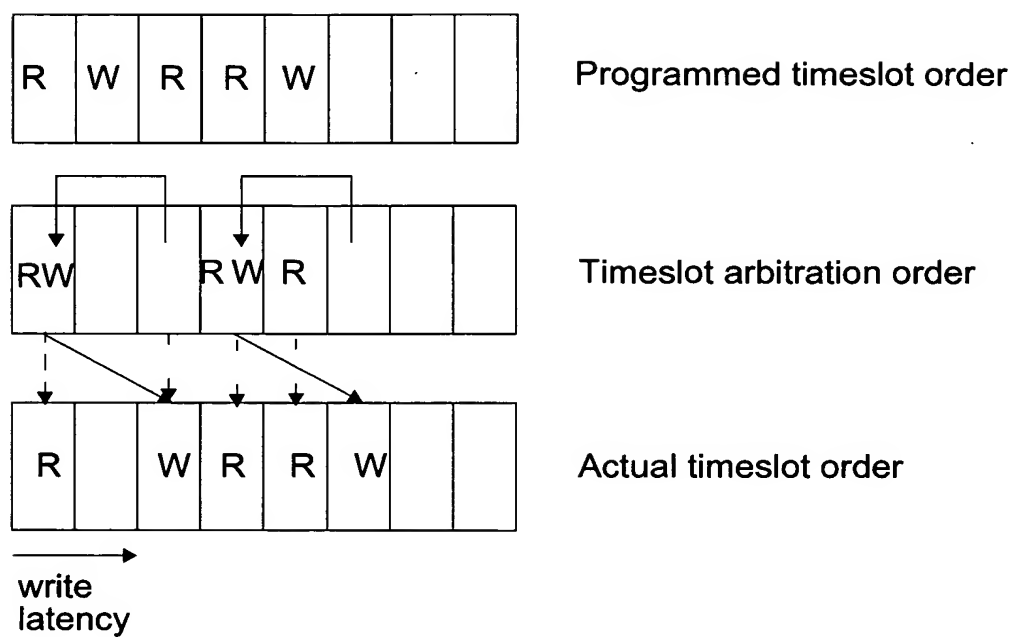 R W R R W Programmed timeslot order
RW R W R Timeslot arbitration order
R W R R W Actual timeslot order
write
latency